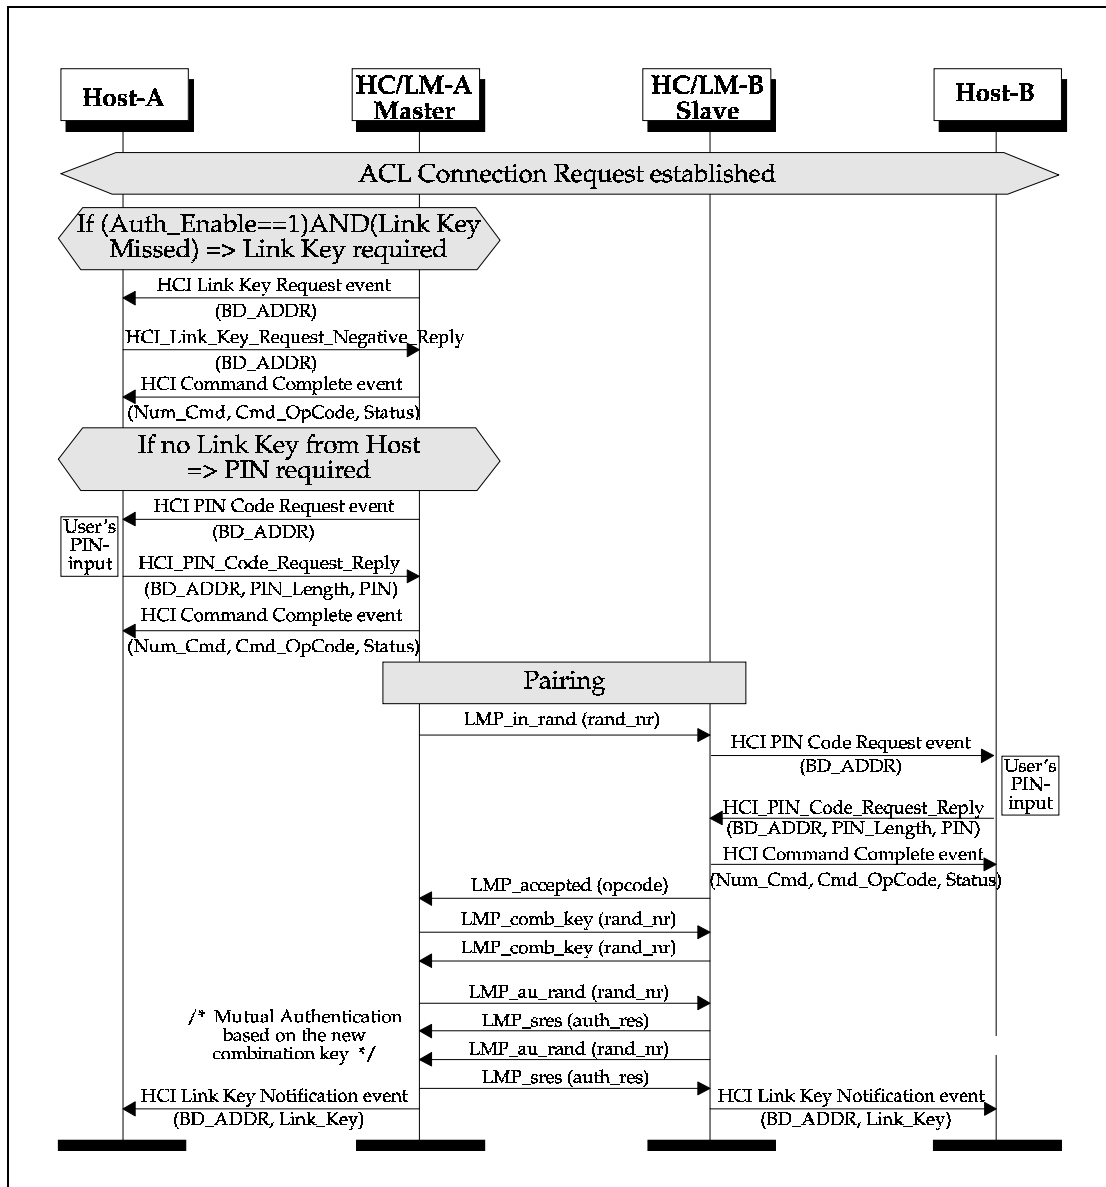 Host-A
HC/LM-A
Master
HC/LM-B
Slave
Host-B
ACL Connection Request established
If (Auth_Enable==1)AND(Link Key
Missed) => Link Key required
HCI Link Key Request event
(BD_ADDR)
HCI_Link_Key_Request_Negative_Reply
(BD_ADDR)
HCI Command Complete event
(Num_Cmd, Cmd_OpCode, Status)
If no Link Key from Host
=> PIN required
HCI PIN Code Request event
(BD_ADDR)
User's
PIN-
input
HCI_PIN_Code_Request_Reply
(BD_ADDR, PIN_Length, PIN)
HCI Command Complete event
(Num_Cmd, Cmd_OpCode, Status)
Pairing
LMP_in_rand (rand_nr)
HCI PIN Code Request event
(BD_ADDR)
User's
PIN-
input
HCI_PIN_Code_Request_Reply
(BD_ADDR, PIN_Length, PIN)
HCI Command Complete event
(Num_Cmd, Cmd_OpCode, Status)
LMP_accepted (opcode)
LMP_comb_key (rand_nr)
LMP_comb_key (rand_nr)
LMP_au_rand (rand_nr)
/* Mutual Authentication
based on the new
combination key */
LMP_sres (auth_res)
LMP_au_rand (rand_nr)
LMP_sres (auth_res)
HCI Link Key Notification event
(BD_ADDR, Link_Key)
HCI Link Key Notification event
(BD_ADDR, Link_Key)